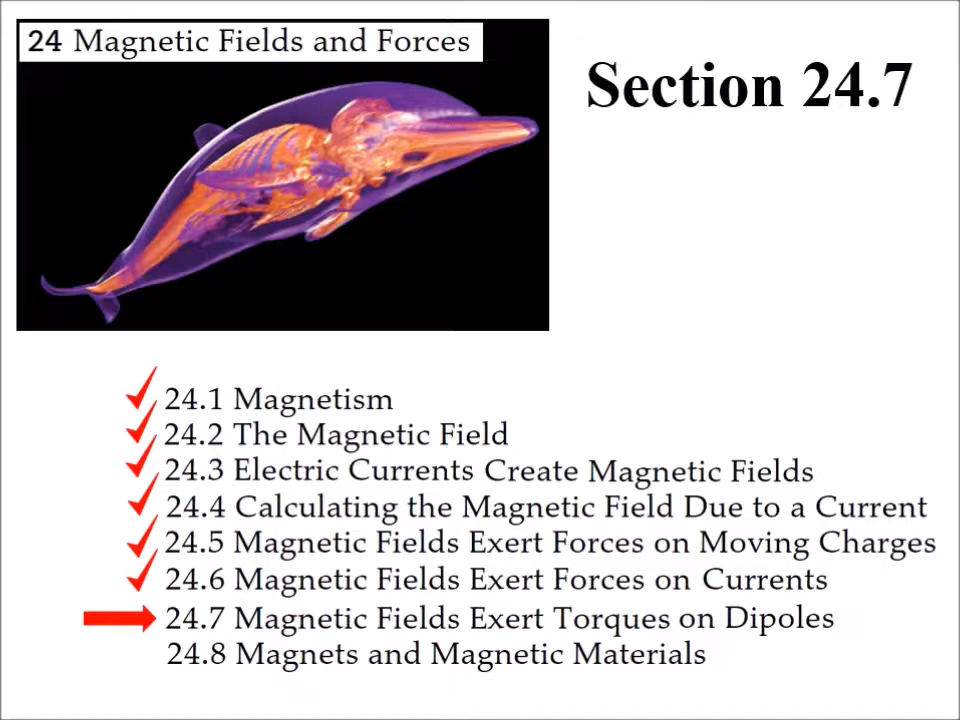 24 Magnetic Fields and Forces
Section 24.7
24.1 Magnetism
24.2 The Magnetic Field
24.3 Electric Currents Create Magnetic Fields
24.4 Calculating the Magnetic Field Due to a Current
24.5 Magnetic Fields Exert Forces on Moving Charges
24.6 Magnetic Fields Exert Forces on Currents
24.7 Magnetic Fields Exert Torques on Dipoles
24.8 Magnets and Magnetic Materials